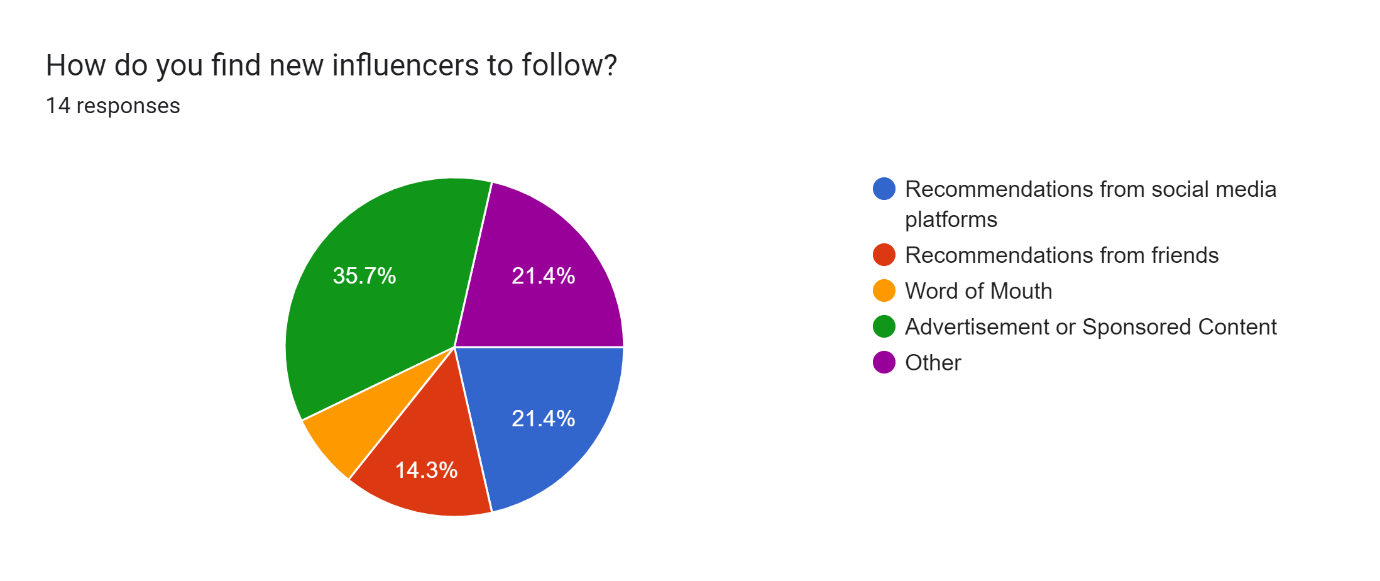 How do you find new influencers to follow?
14 responses
35.7%
21.4%
21.4%
14.3%
Recommendations from social media
platforms
Recommendations from friends
Word of Mouth
Advertisement or Sponsored Content
Other